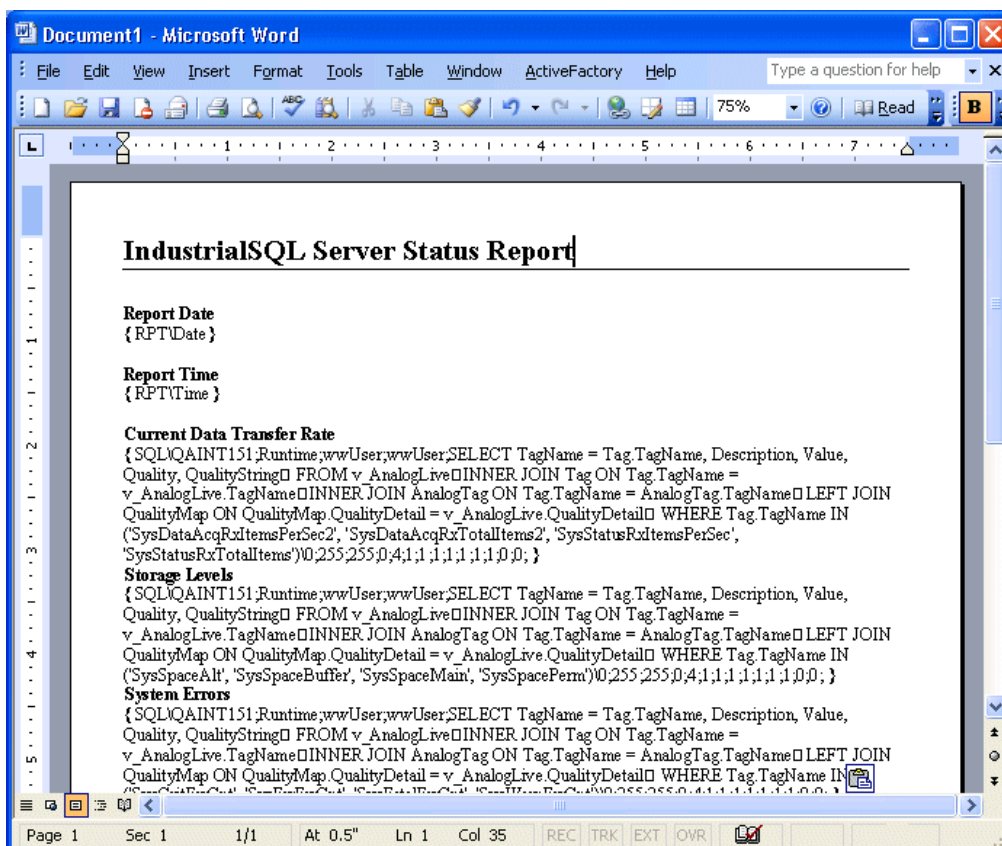 Document1 - Microsoft Word
File Edit View Insert Format Tools Table Window ActiveFactory Help Type a question for help
75% Read B
1 2 3 4 5 6 7
IndustrialSQL Server Status Report
Report Date
{ RPT\Date }
Report Time
{ RPT\Time }
Current Data Transfer Rate
{ SQL\QAINT151;Runtime;wwUser;wwUser;SELECT TagName = Tag.TagName, Description, Value,
Quality, QualityString□ FROM v_AnalogLive□INNER JOIN Tag ON Tag.TagName =
v_AnalogLive.TagName□INNER JOIN AnalogTag ON Tag.TagName = AnalogTag.TagName□ LEFT JOIN
QualityMap ON QualityMap.QualityDetail = v_AnalogLive.QualityDetail□ WHERE Tag.TagName IN
('SysDataAcqRxItemsPerSec2', 'SysDataAcqRxTotalItems2', 'SysStatusRxItemsPerSec',
'SysStatusRxTotalItems')\0;255;255;0;4;1;1;1;1;1;1;1;0;0; }
Storage Levels
{ SQL\QAINT151;Runtime;wwUser;wwUser;SELECT TagName = Tag.TagName, Description, Value,
Quality, QualityString□ FROM v_AnalogLive□INNER JOIN Tag ON Tag.TagName =
v_AnalogLive.TagName□INNER JOIN AnalogTag ON Tag.TagName = AnalogTag.TagName□ LEFT JOIN
QualityMap ON QualityMap.QualityDetail = v_AnalogLive.QualityDetail□ WHERE Tag.TagName IN
('SysSpaceAlt', 'SysSpaceBuffer', 'SysSpaceMain', 'SysSpacePerm')\0;255;255;0;4;1;1;1;1;1;1;1;0;0; }
System Errors
{ SQL\QAINT151;Runtime;wwUser;wwUser;SELECT TagName = Tag.TagName, Description, Value,
Quality, QualityString□ FROM v_AnalogLive□INNER JOIN Tag ON Tag.TagName =
v_AnalogLive.TagName□INNER JOIN AnalogTag ON Tag.TagName = AnalogTag.TagName□ LEFT JOIN
QualityMap ON QualityMap.QualityDetail = v_AnalogLive.QualityDetail□ WHERE Tag.TagName IN
Page 1 Sec 1 1/1 At 0.5" Ln 1 Col 35 REC TRK EXT OVR